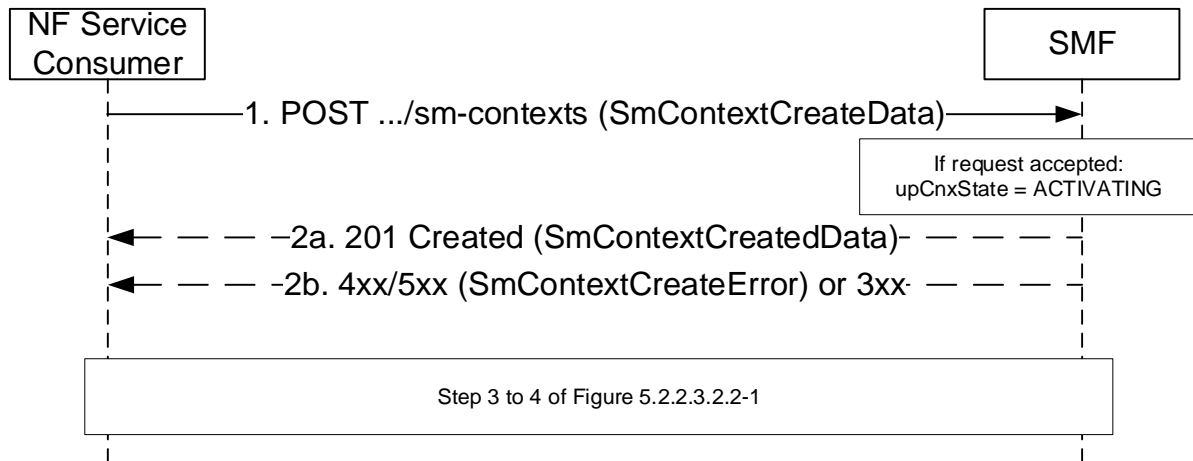 NF Service
Consumer
SMF
1. POST .../sm-contexts (SmContextCreateData)
If request accepted:
upCnxState = ACTIVATING
2a. 201 Created (SmContextCreatedData)
2b. 4xx/5xx (SmContextCreateError) or 3xx
Step 3 to 4 of Figure 5.2.2.3.2.2-1